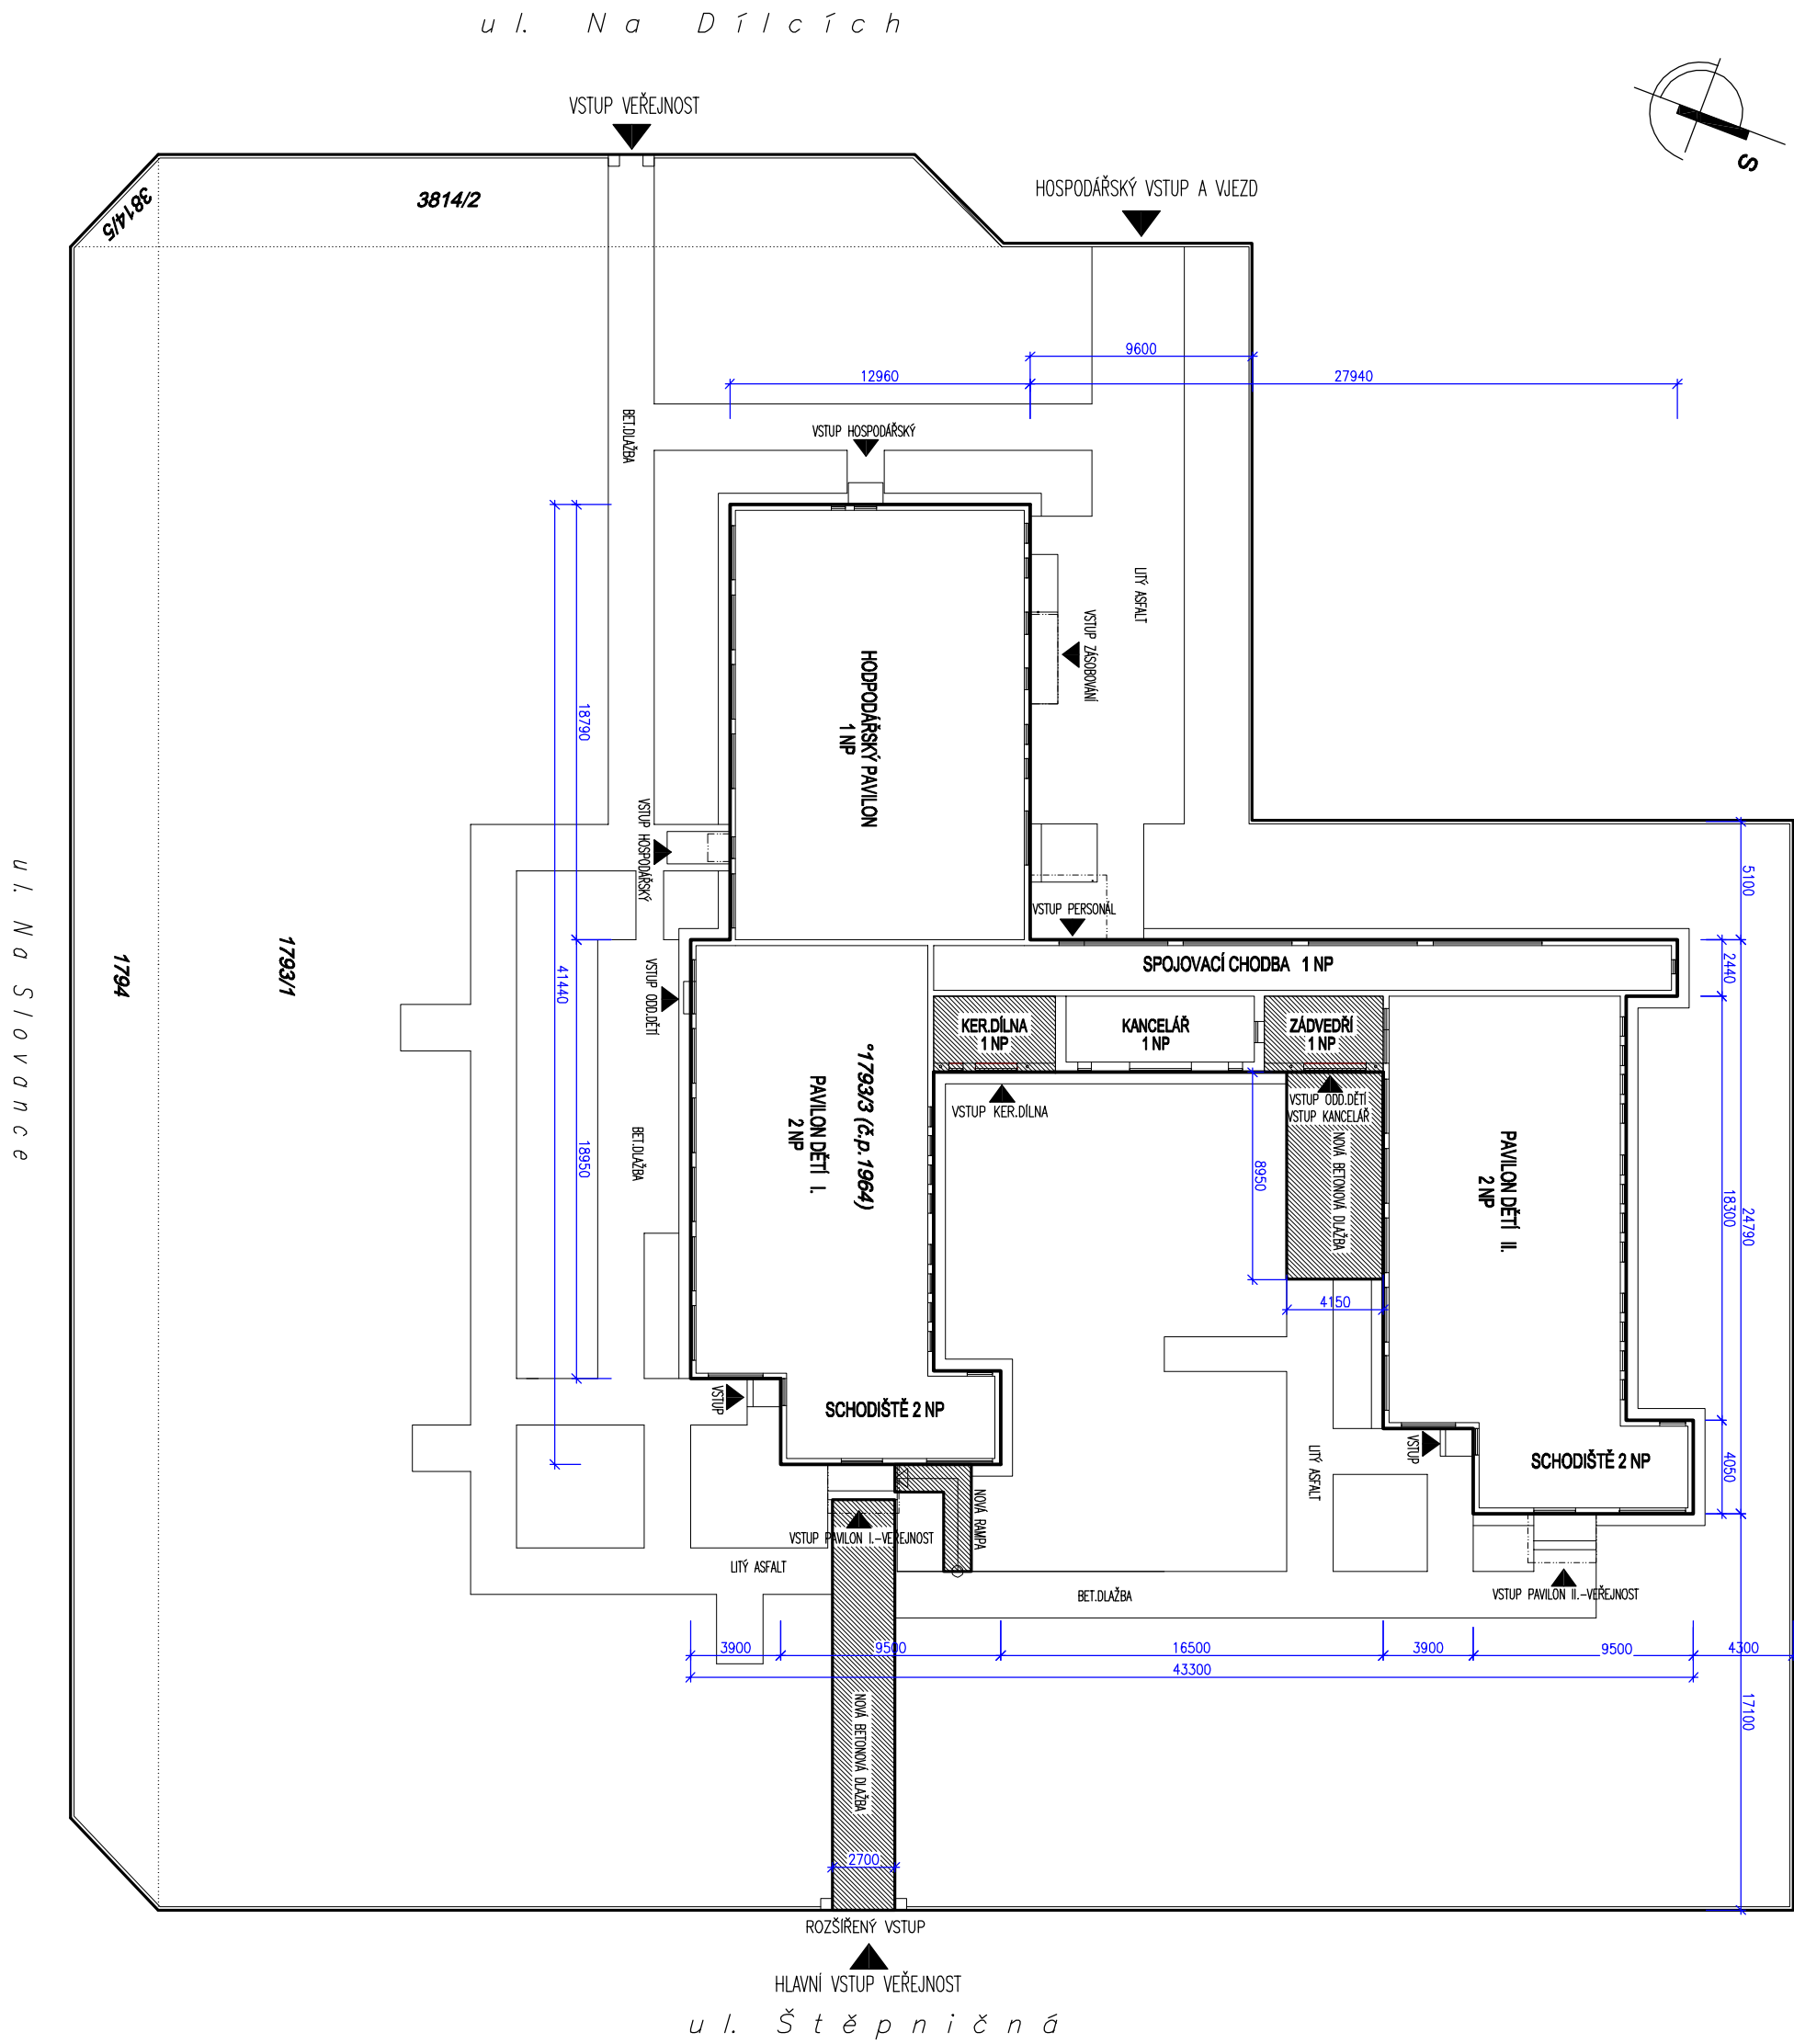 ul. Na Dílcích
VSTUP VEŘEJNOST
S
HOSPODÁŘSKÝ VSTUP A VJEZD
3814/2
3814/5
9600
12960
27940
BET.DLAŽBA
VSTUP HOSPODÁŘSKÝ
LITÝ ASFALT
VSTUP ZÁSOBOVÁNÍ
HODPODÁŘSKÝ PAVILON
1 NP
18790
VSTUP HOSPODÁŘSKÝ
5100
VSTUP PERSONÁL
ul. Na Slovance
1794
1793/1
41440
VSTUP ODD.DĚTÍ
SPOJOVACÍ CHODBA 1 NP
2440
KER.DÍLNA
1 NP
KANCELÁŘ
1 NP
ZÁDVEDŘÍ
1 NP
°1793/3 (č.p.1964)
PAVILON DĚTÍ I.
2 NP
VSTUP KER.DÍLNA
VSTUP ODD.DĚTÍ
VSTUP KANCELÁŘ
NOVÁ BETONOVÁ DLAŽBA
8950
PAVILON DĚTÍ II.
2 NP
18300
24790
BET.DLAŽBA
18950
4150
VSTUP
SCHODIŠTĚ 2 NP
VSTUP
SCHODIŠTĚ 2 NP
4050
LITÝ ASFALT
NOVÁ RAMPA
VSTUP PAVILON I.-VEŘEJNOST
LITÝ ASFALT
BET.DLAŽBA
VSTUP PAVILON II.-VEŘEJNOST
3900
9500
16500
3900
9500
4300
43300
17100
NOVÁ BETONOVÁ DLAŽBA
2700
ROZŠÍŘENÝ VSTUP
HLAVNÍ VSTUP VEŘEJNOST
ul. Štěpničná